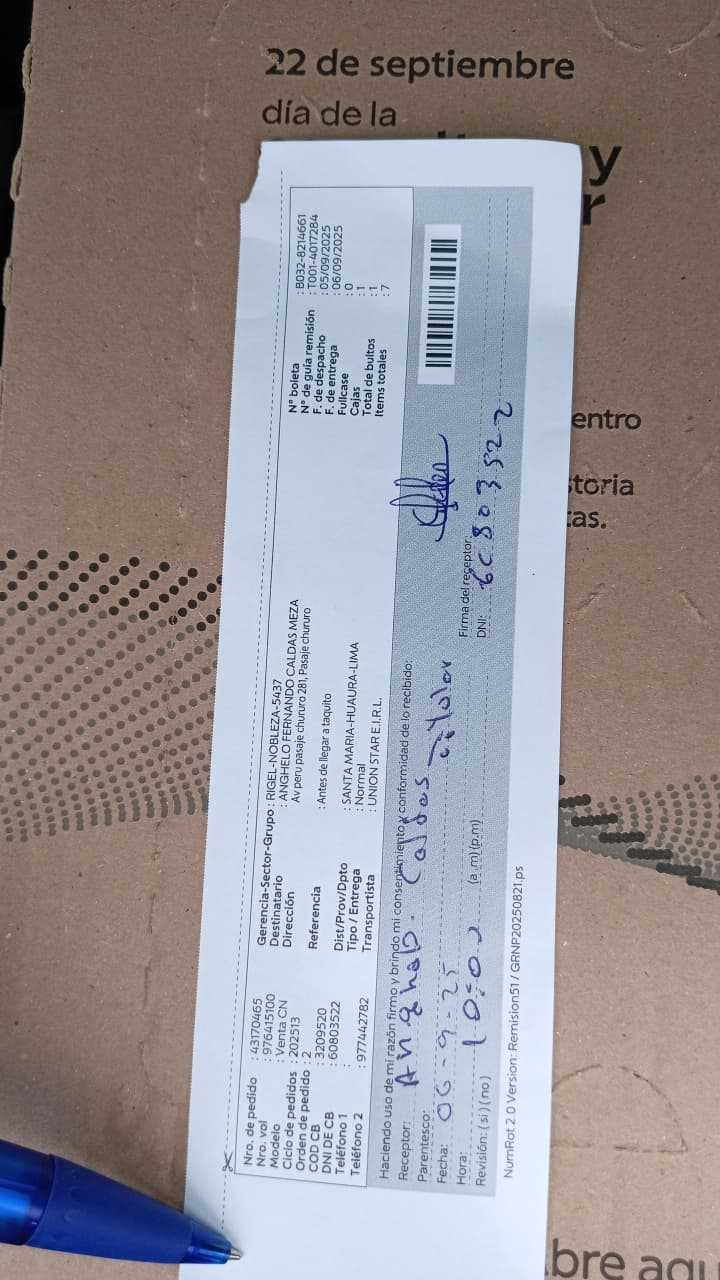 22 de septiembre
día de la
y
r
entro
storia
tas.
bre aqu
Nro. de pedido : 43170465
Nro. vol : 976415100
Modelo : Venta CN
Ciclo de pedidos : 202513
Orden de pedido : 2
COD CB : 3209520
DNI DE CB : 60803522
Teléfono 1 :
Teléfono 2 : 977442782
Gerencia-Sector-Grupo : RIGEL-NOBLEZA-5437
Destinatario : ANGHELO FERNANDO CALDAS MEZA
Dirección Av peru pasaje chururo 281, Pasaje chururo
Referencia : Antes de llegar a taquito
Dist/Prov/Dpto : SANTA MARIA-HUAURA-LIMA
Tipo / Entrega : Normal
Transportista : UNION STAR E.I.R.L.
N° boleta : B032-8214661
N° de guía remisión : T001-4017284
F. de despacho : 05/09/2025
F. de entrega : 06/09/2025
Fullcase : 0
Cajas : 1
Total de bultos : 1
Items totales : 7
Haciendo uso de mi razón firmo y brindo mi consentimiento y conformidad de lo recibido:
Receptor: Anghelo. Caldas
Parentesco: titular
Fecha: 06-9-25
Hora: 10:00 (a.m)(p.m)
Revisión: (si)(no)
Firma del receptor:
DNI: 60803522
NumRot 2.0 Version: Remision51 / GRNP20250821.ps